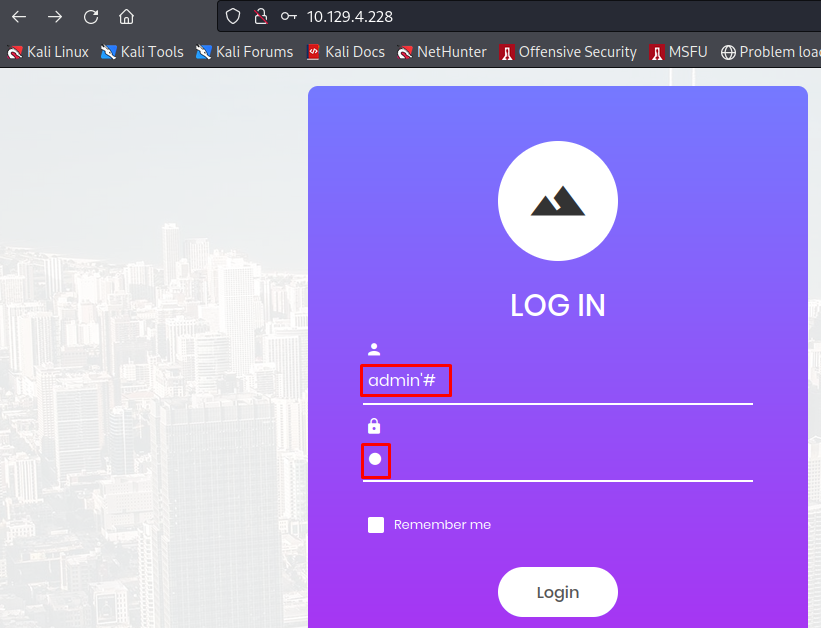 10.129.4.228
Kali Linux Kali Tools Kali Forums Kali Docs NetHunter Offensive Security MSFU Problem loa
LOG IN
admin'#
Remember me
Login